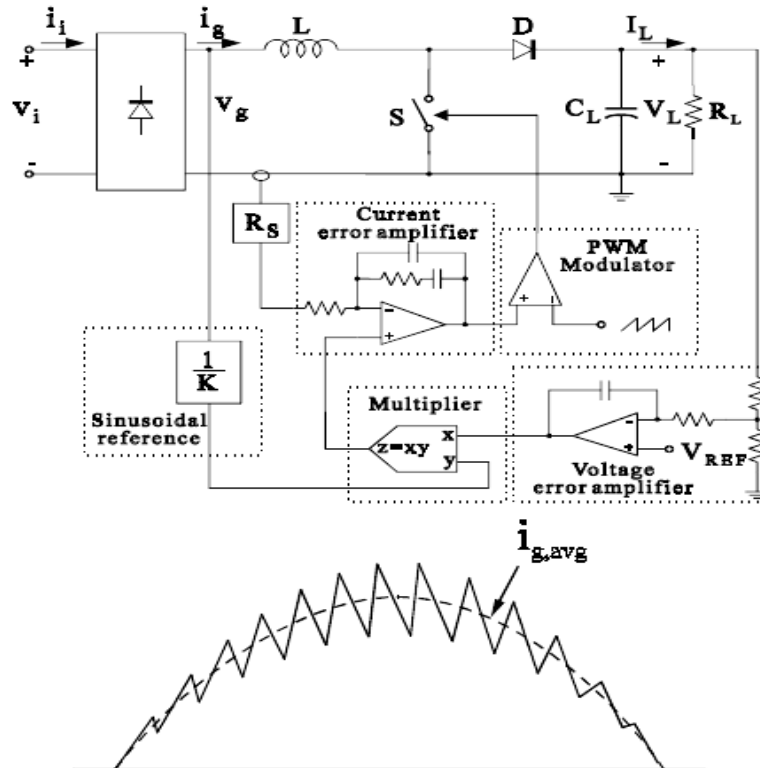 i_i
i_g
L
D
I_L
+
+
v_i
v_g
S
C_L
V_L
R_L
-
-
R_S
Current
error amplifier
PWM
Modulator
-
+
+
-
1
K
Sinusoidal
reference
Multiplier
z=xy
x
y
-
+
V_REF
Voltage
error amplifier
i_g,avg